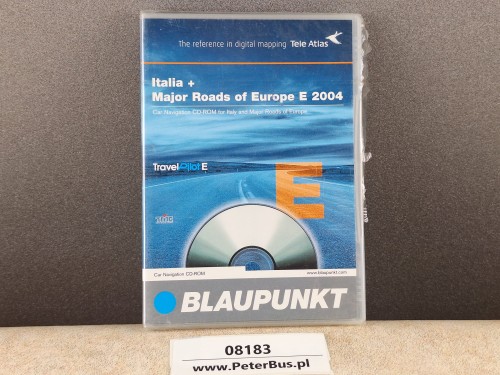 The reference in digital mapping Tele Atlas
Italia +
Major Roads of Europe E 2004
Car Navigation CD-ROM for Italy and Major Roads of Europe
TravelPilot E
E
Car Navigation CD-ROM
www.blaupunkt.com
BLAUPUNKT
08183
www.PeterBus.pl